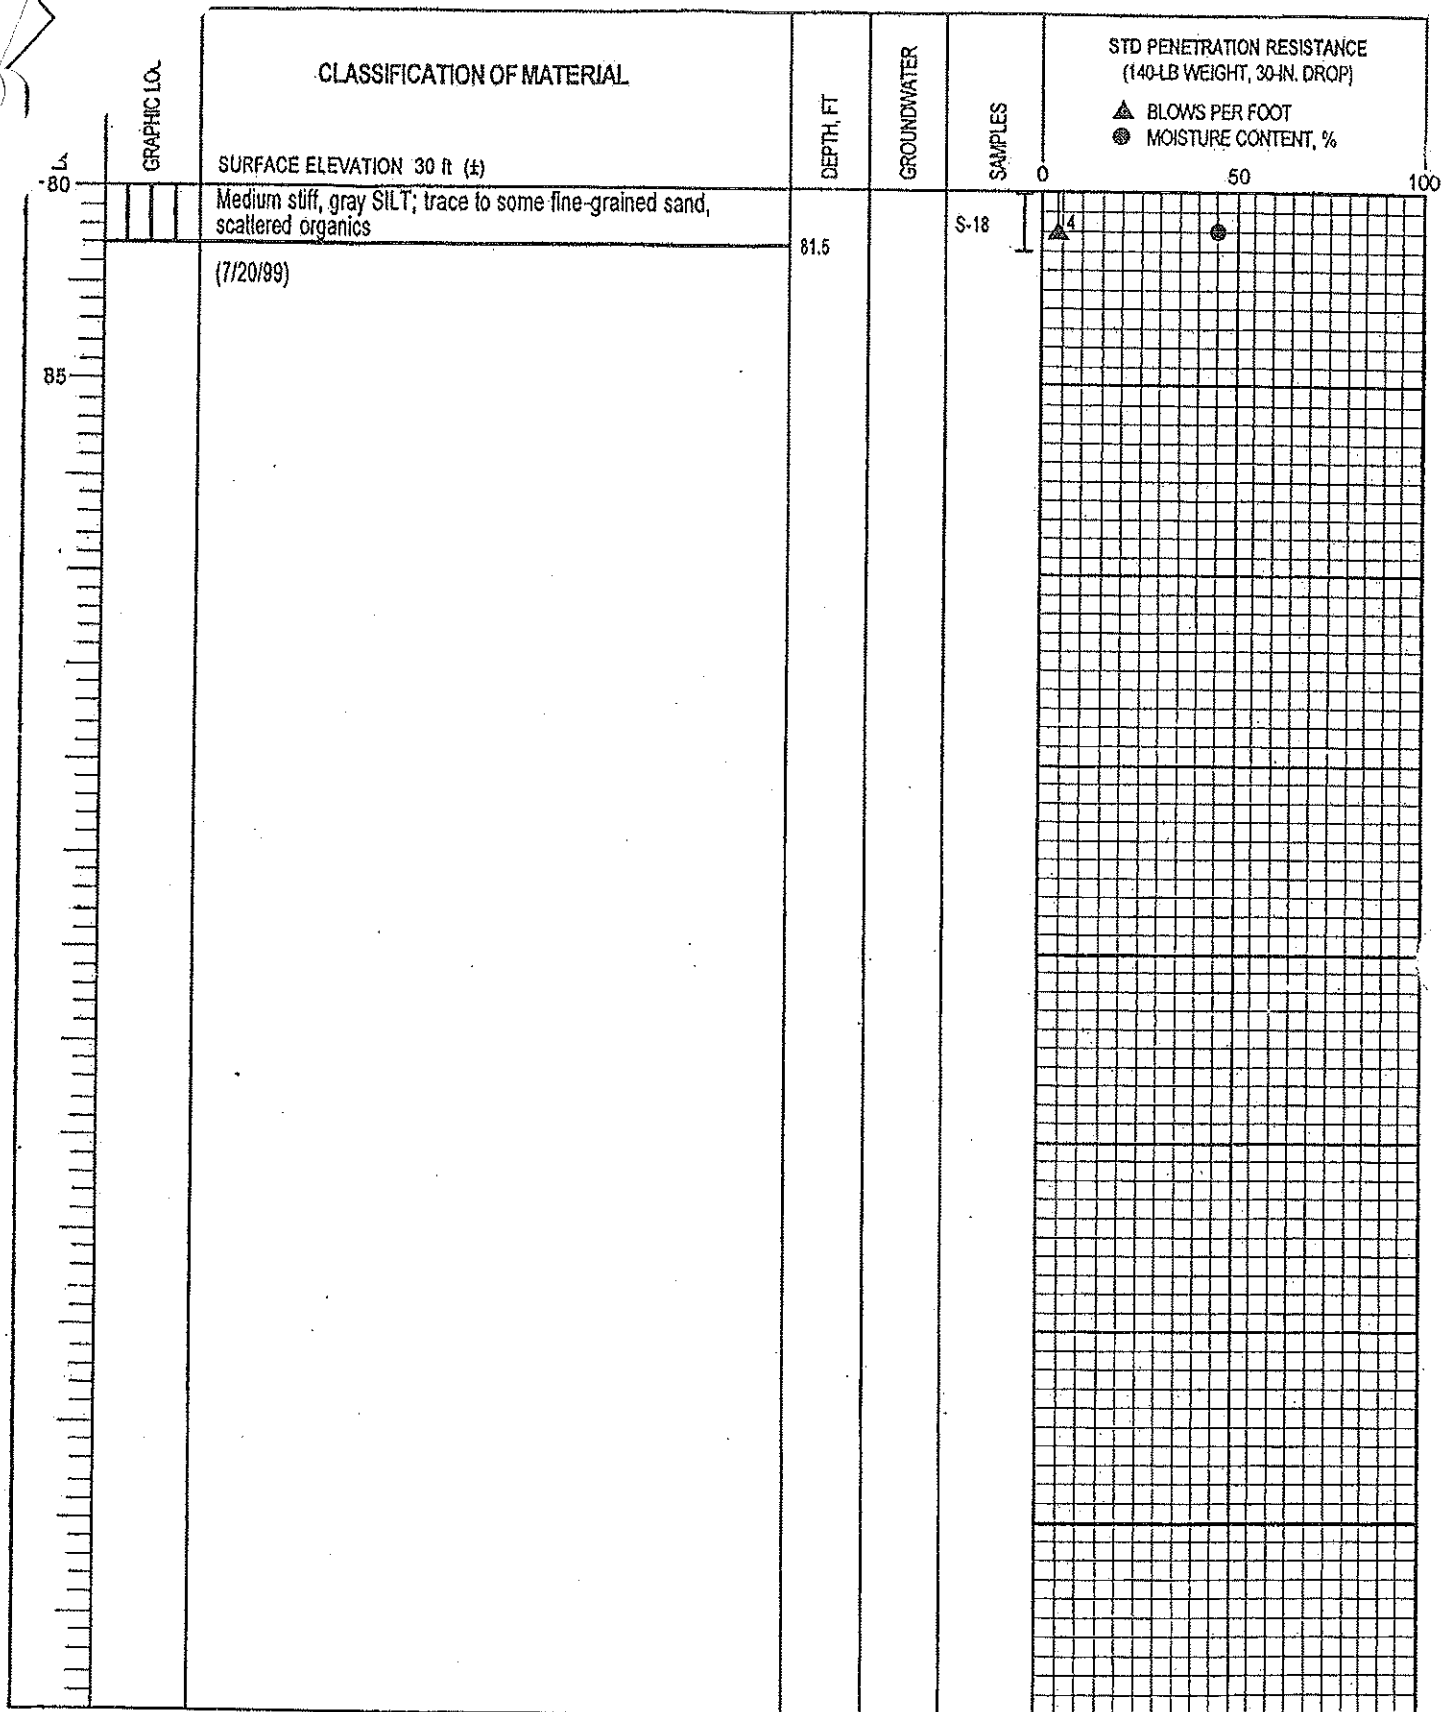 GRAPHIC
CLASSIFICATION OF MATERIAL
SURFACE ELEVATION 30 ft (±)
DEPTH, FT
GROUNDWATER
SAMPLES
STD PENETRATION RESISTANCE
(140-LB WEIGHT, 30-IN. DROP)
BLOWS PER FOOT
MOISTURE CONTENT, %
0 50 100
80
Medium stiff, gray SILT; trace to some fine-grained sand,
scattered organics
81.5
S-18
4
(7/20/99)
85